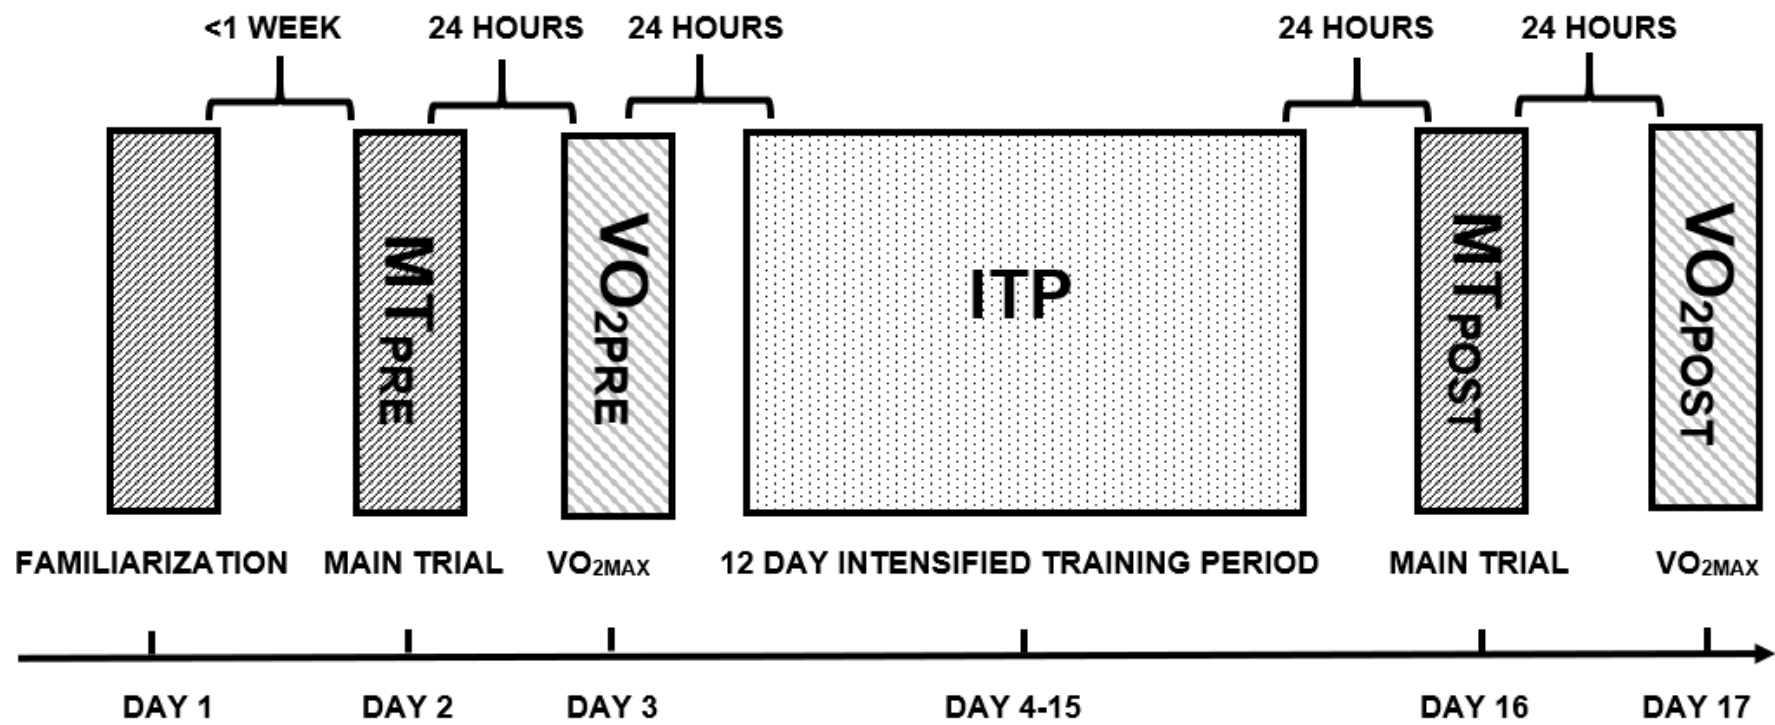 <1 WEEK
24 HOURS
24 HOURS
24 HOURS
24 HOURS
MT PRE
VO2PRE
ITP
MT POST
VO2POST
FAMILIARIZATION
MAIN TRIAL
VO2MAX
12 DAY INTENSIFIED TRAINING PERIOD
MAIN TRIAL
VO2MAX
DAY 1
DAY 2
DAY 3
DAY 4-15
DAY 16
DAY 17